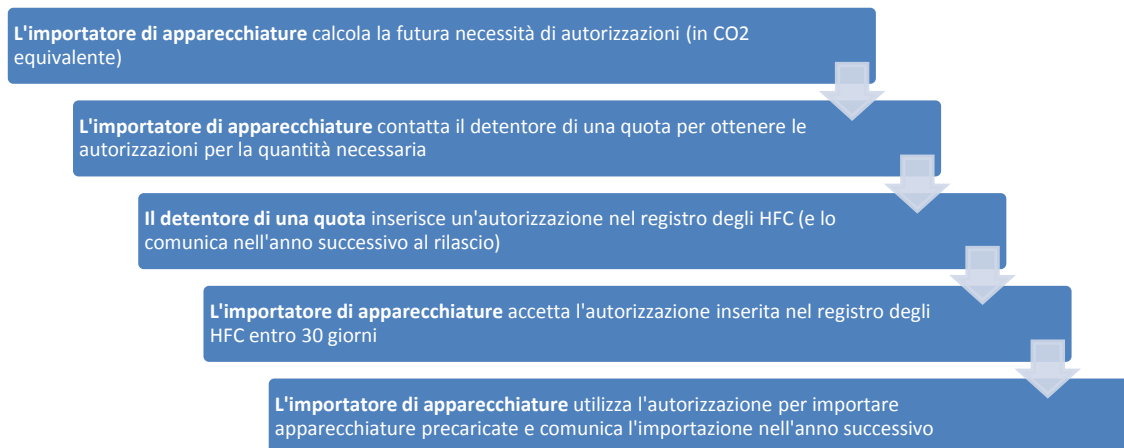 L'importatore di apparecchiature calcola la futura necessità di autorizzazioni (in CO2
equivalente)
L'importatore di apparecchiature contatta il detentore di una quota per ottenere le
autorizzazioni per la quantità necessaria
Il detentore di una quota inserisce un'autorizzazione nel registro degli HFC (e lo
comunica nell'anno successivo al rilascio)
L'importatore di apparecchiature accetta l'autorizzazione inserita nel registro degli
HFC entro 30 giorni
L'importatore di apparecchiature utilizza l'autorizzazione per importare
apparecchiature precaricate e comunica l'importazione nell'anno successivo